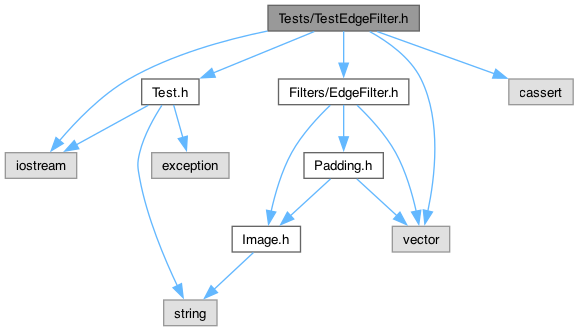 Tests/TestEdgeFilter.h
Test.h
Filters/EdgeFilter.h
cassert
iostream
exception
Padding.h
Image.h
vector
string